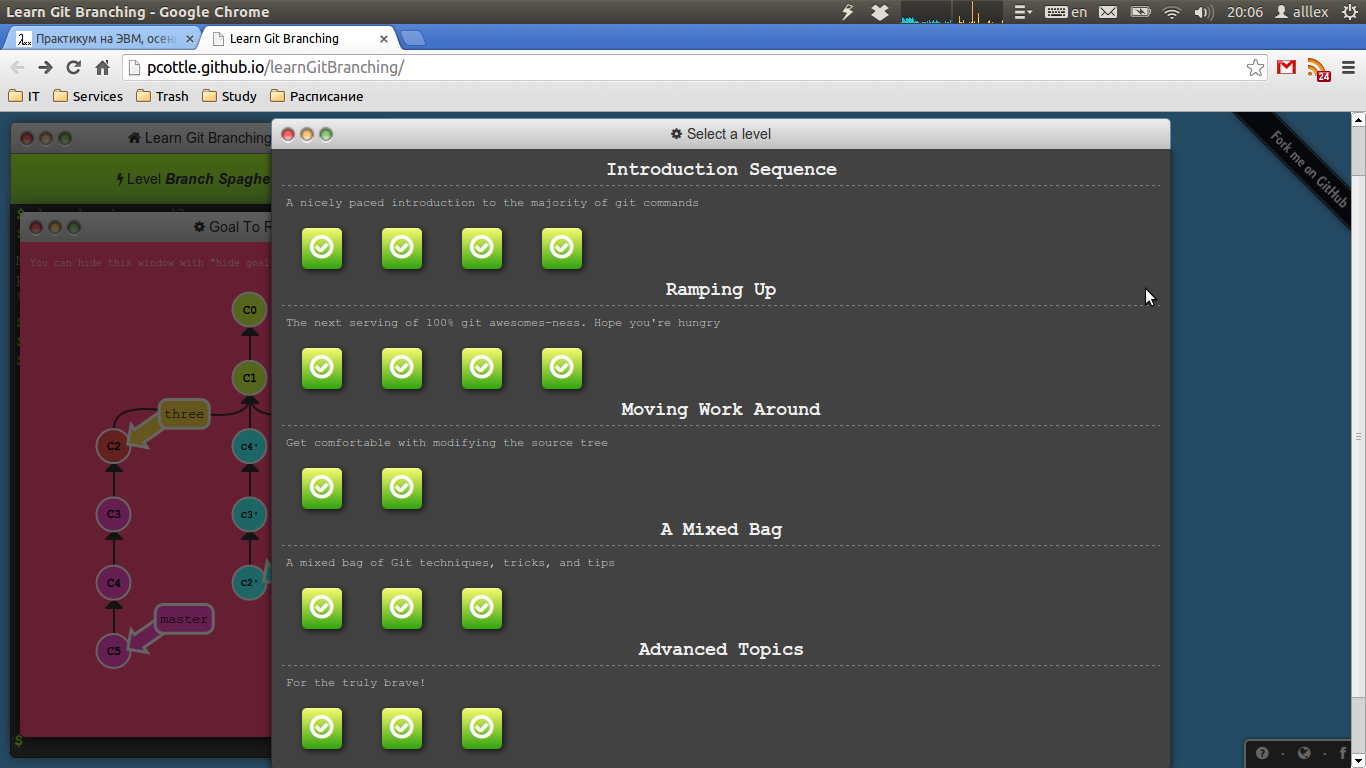 Learn Git Branching - Google Chrome
en
20:06
alllex
Практикум на ЭВМ, осен
Learn Git Branching
pcottle.github.io/learnGitBranching/
24
IT
Services
Trash
Study
Расписание
Learn Git Branching
Level Branch Spaghe
$
Goal To R
You can hide this window with "hide goal
C0
C1
three
C2
C4'
C3
C3'
C4
C2'
master
C5
$
Select a level
Introduction Sequence
A nicely paced introduction to the majority of git commands
Ramping Up
The next serving of 100% git awesomes-ness. Hope you're hungry
Moving Work Around
Get comfortable with modifying the source tree
A Mixed Bag
A mixed bag of Git techniques, tricks, and tips
Advanced Topics
For the truly brave!
Fork me on GitHub